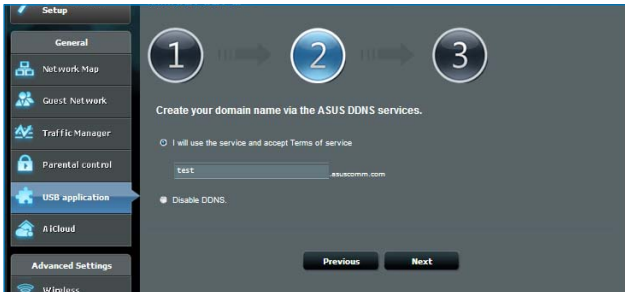 Setup
General
Network Map
Guest Network
Traffic Manager
Parental control
USB application
AiCloud
Advanced Settings
Wireless
1
2
3
Create your domain name via the ASUS DDNS services.
I will use the service and accept Terms of service
test
.asuscomm.com
Disable DDNS.
Previous
Next